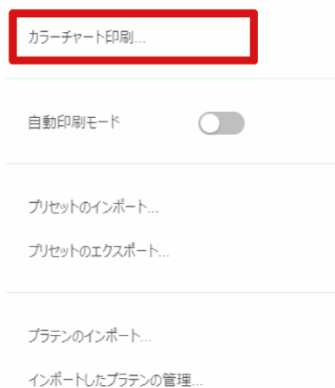 カラーチャート印刷...
自動印刷モード
プリセットのインポート...
プリセットのエクスポート...
プラテンのインポート...
インポートしたプラテンの管理...